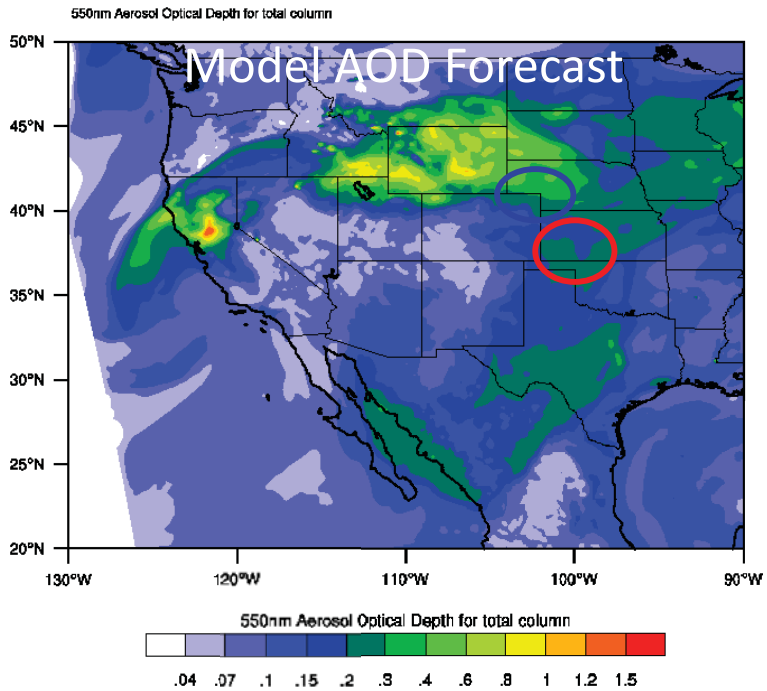 550nm Aerosol Optical Depth for total column
Model AOD Forecast
50°N
45°N
40°N
35°N
30°N
25°N
20°N
130°W 120°W 110°W 100°W 90°W
550nm Aerosol Optical Depth for total column
.04 .07 .1 .15 .2 .3 .4 .6 .8 1 1.2 1.5